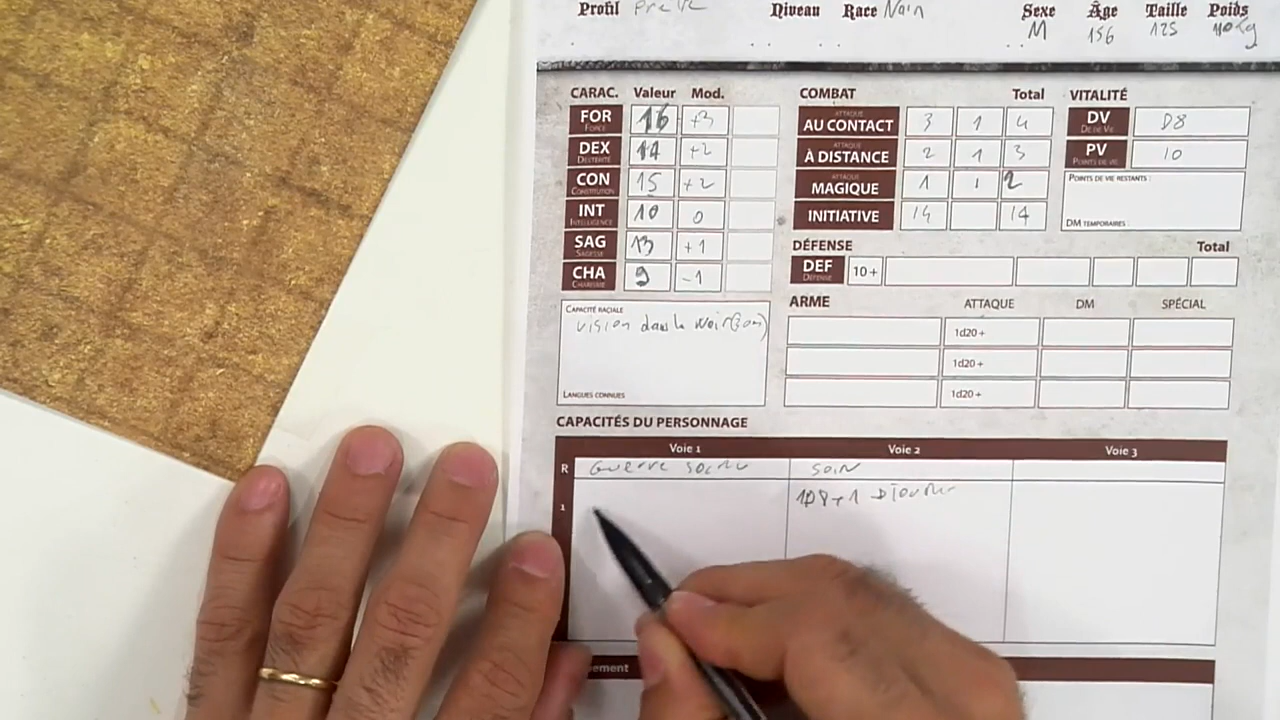 Profil Prêtre Niveau Race Nain Sexe Âge Taille Poids
M 156 125
CARAC. Valeur Mod.
FOR 16 +3
FORCE
DEX 14 +2
DEXTÉRITÉ
CON 15 +2
CONSTITUTION
INT 10 0
INTELLIGENCE
SAG 13 +1
SAGESSE
CHA 9 -1
CHARISME
COMBAT Total
ATTAQUE
AU CONTACT 3 1 4
ATTAQUE
À DISTANCE 2 1 3
ATTAQUE
MAGIQUE 1 1 2
INITIATIVE 14 14
VITALITÉ
DV D8
DÉ DE VIE
PV 10
POINTS DE VIE
POINTS DE VIE RESTANTS :
DM TEMPORAIRES :
DÉFENSE Total
DEF 10+
DÉFENSE
CAPACITÉ RACIALE
vision dans le noir (30m)
LANGUES CONNUES
ARME ATTAQUE DM SPÉCIAL
1d20+
1d20+
1d20+
CAPACITÉS DU PERSONNAGE
Voie 1 Voie 2 Voie 3
R Guerre soin
1 1D8+1
ement